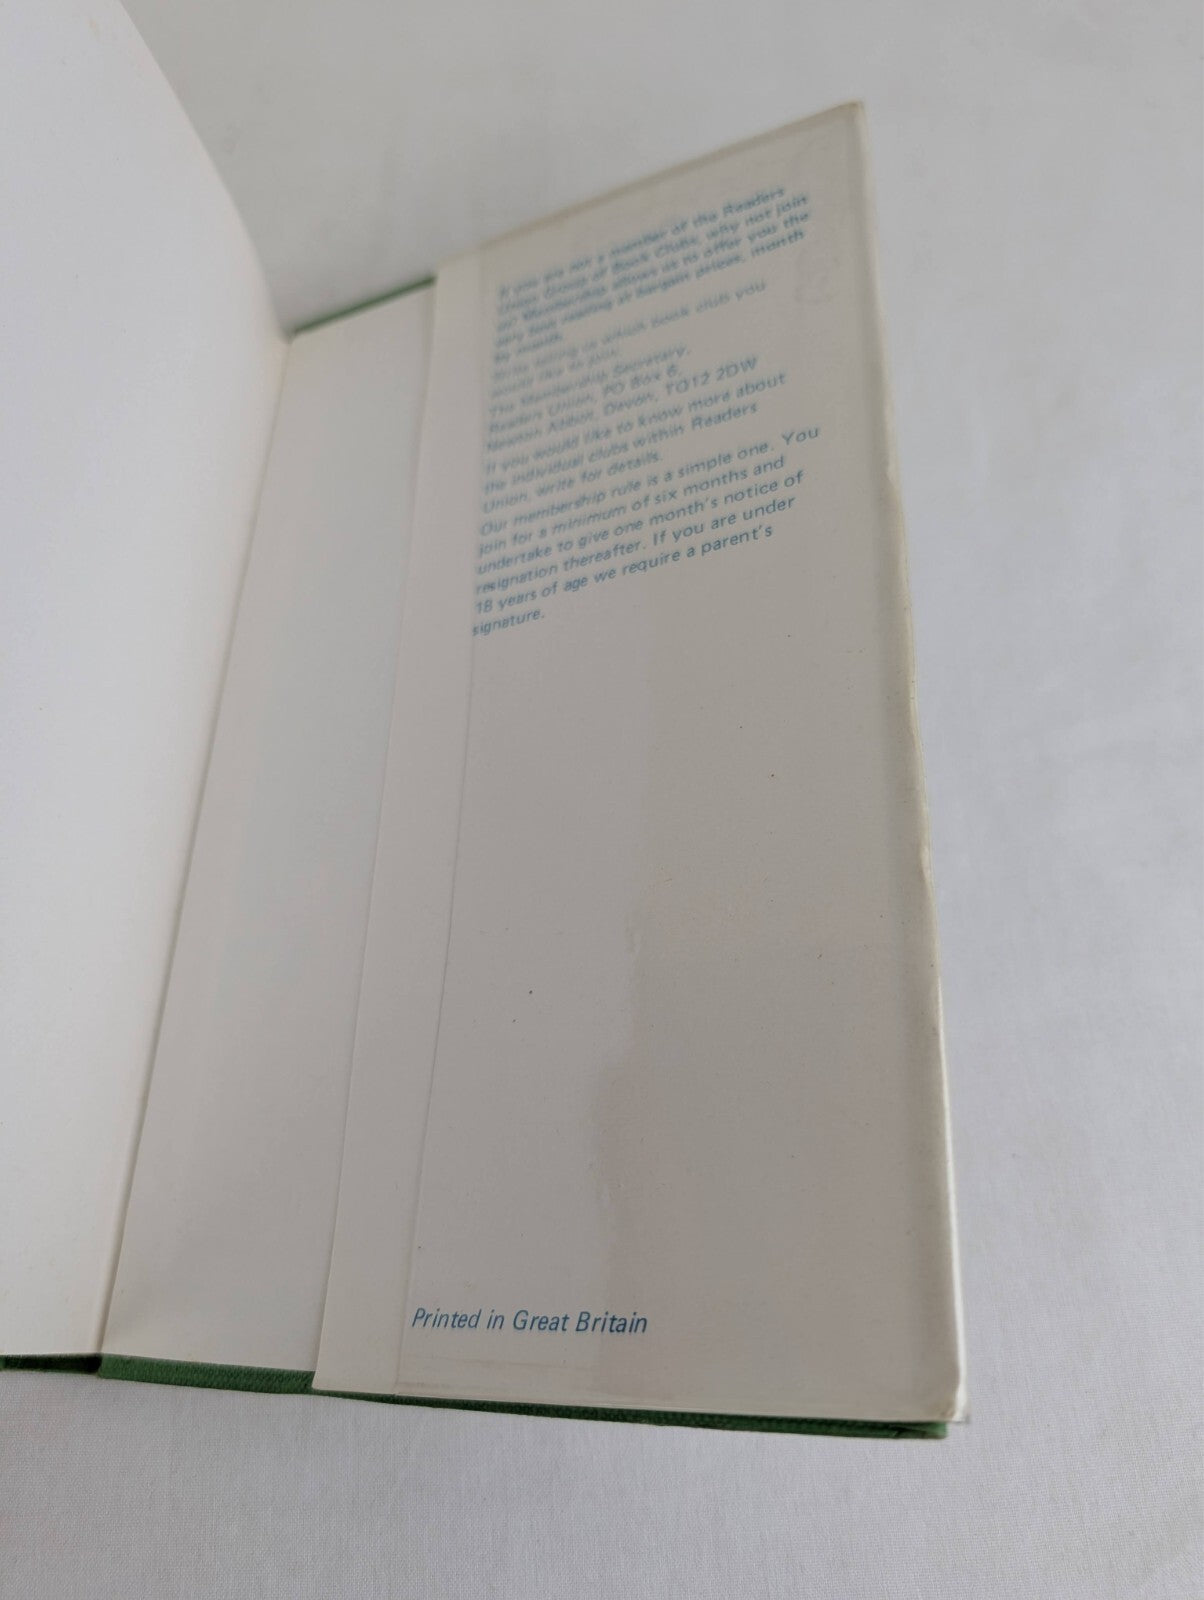 If you are not a member of the Readers
Union Group of Book Clubs, why not join
us? Membership allows us to offer you the
very best reading at bargain prices, month
by month.
Write telling us which book club you
would like to join:
The Membership Secretary,
Readers Union, PO Box 6,
Newton Abbot, Devon, TQ12 2DW
If you would like to know more about
the individual clubs within Readers
Union, write for details.
Our membership rule is a simple one. You
join for a minimum of six months and
undertake to give one month's notice of
resignation thereafter. If you are under
18 years of age we require a parent's
signature.
Printed in Great Britain